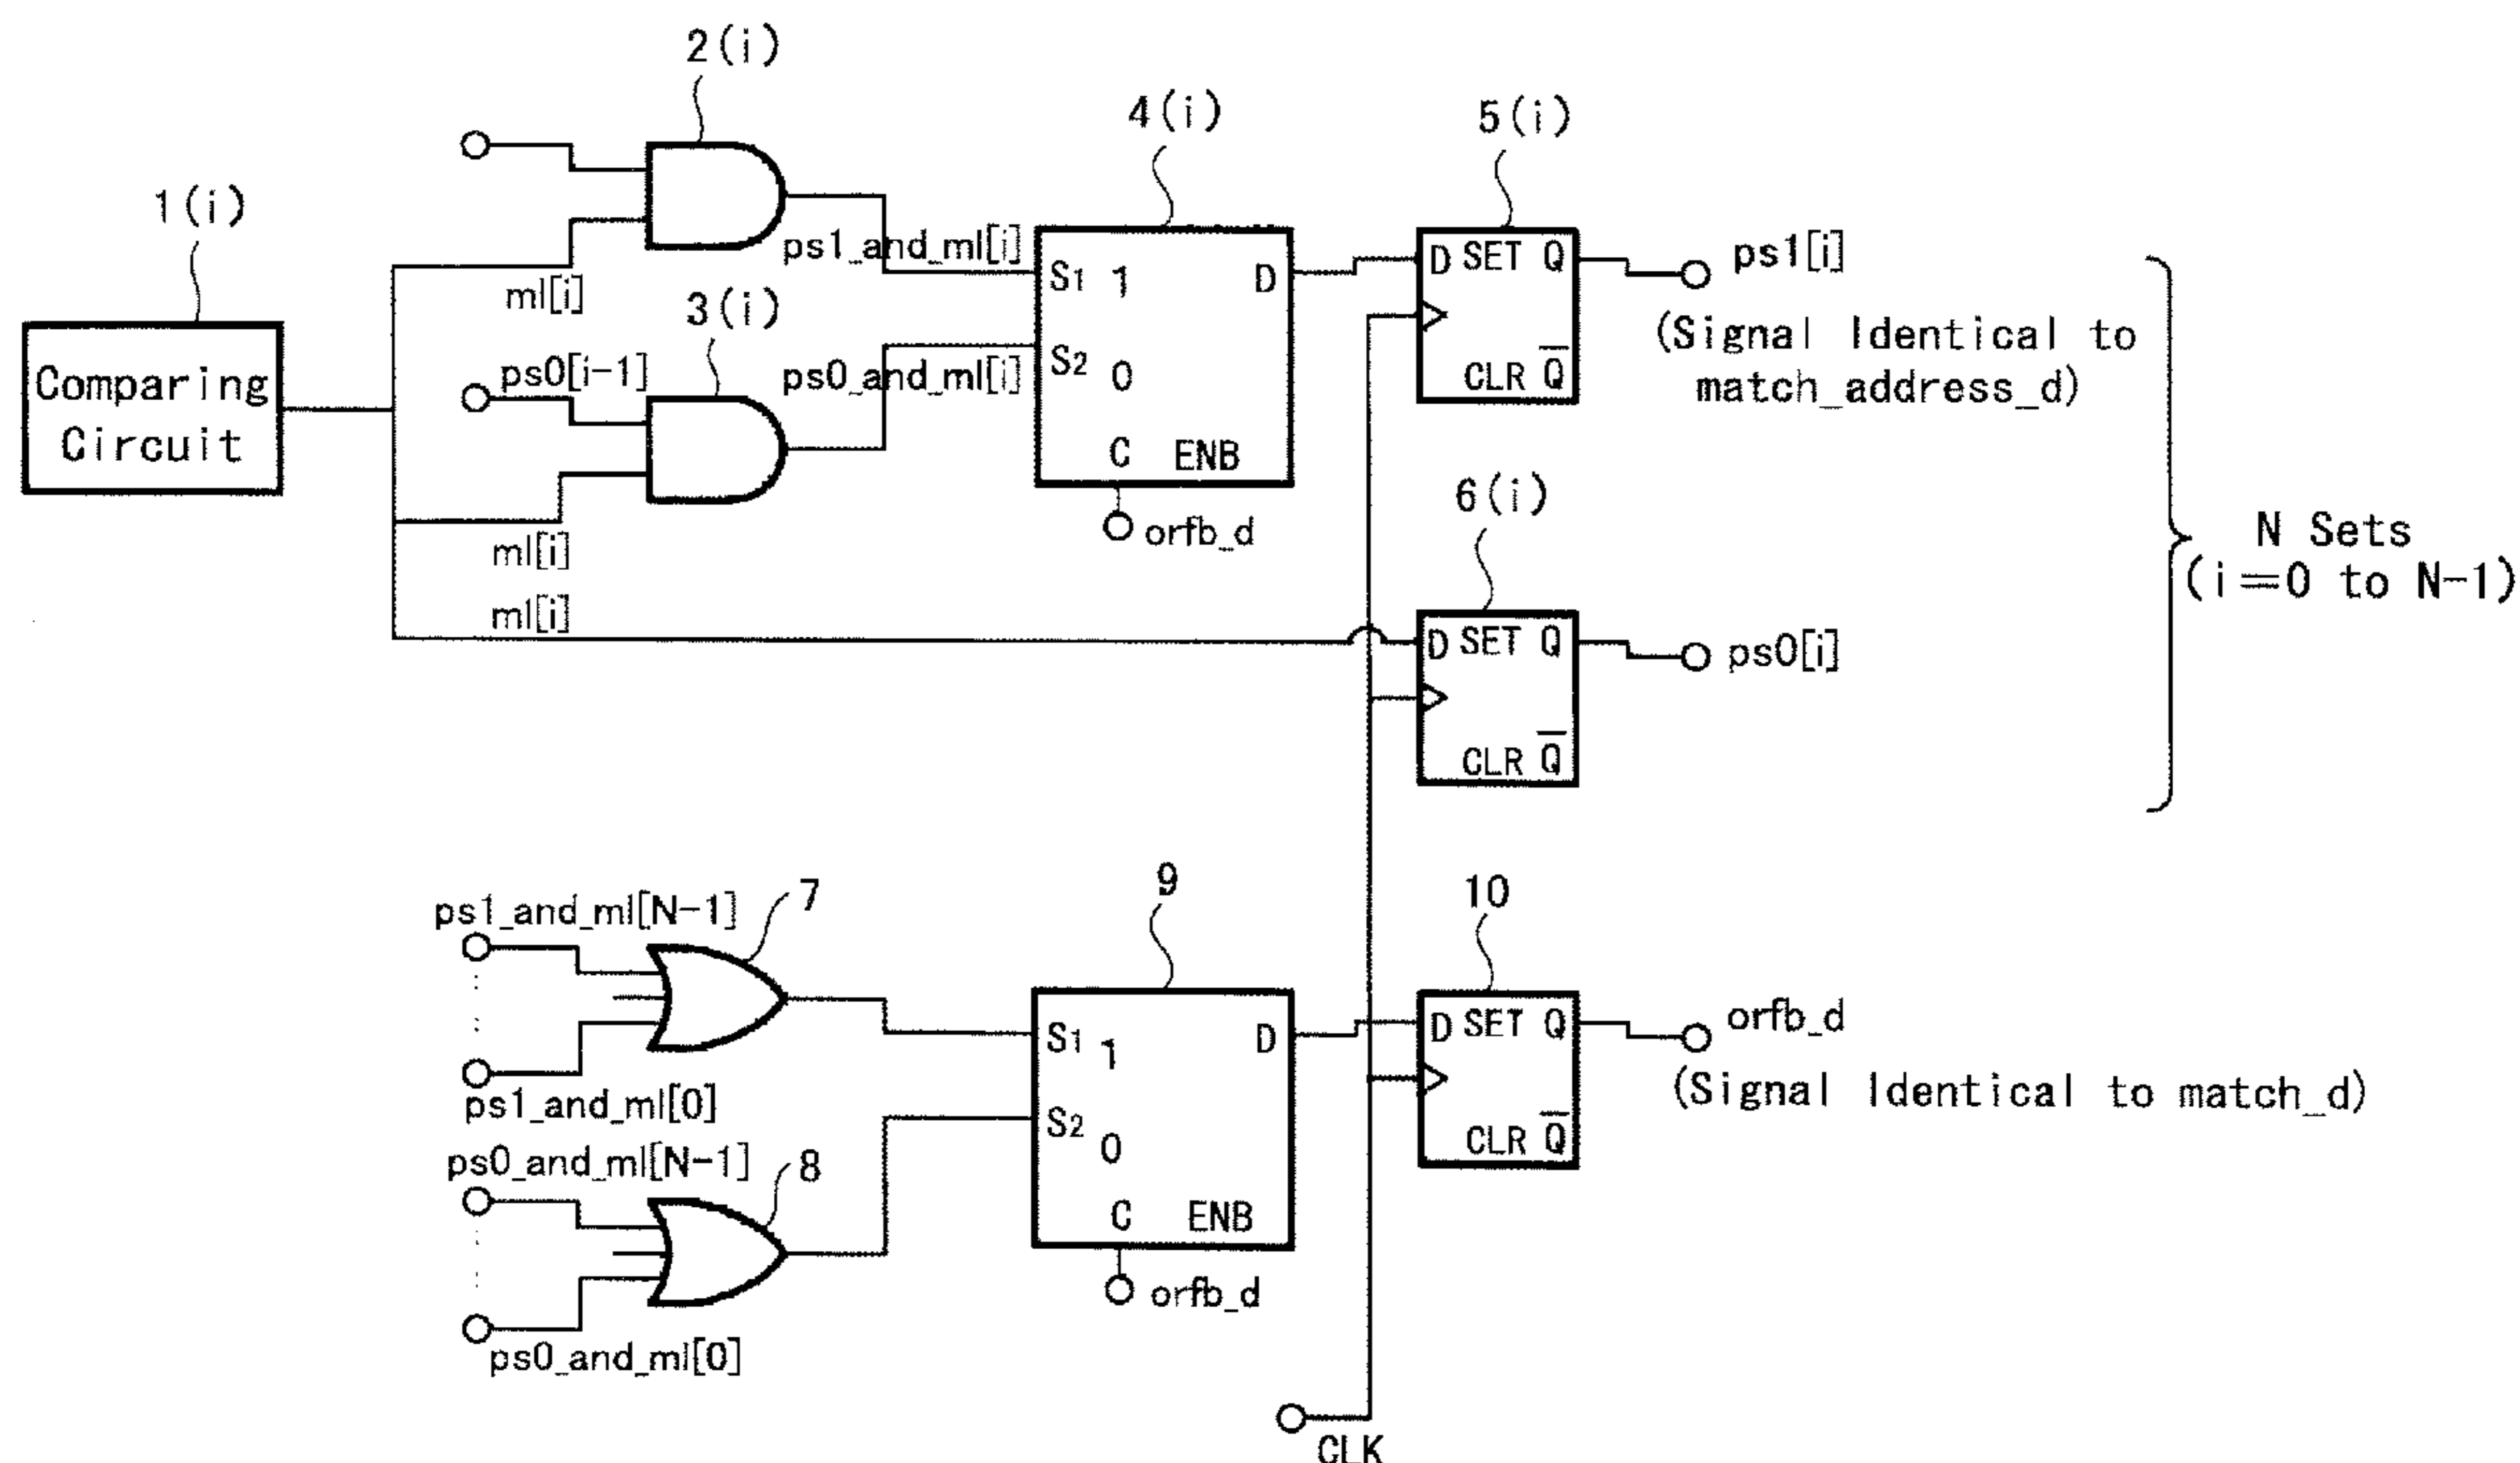 2(i)
4(i)
5(i)
1(i)
ps1_and_ml[i]
S1 1 D
D SET Q
ps1[i]
ml[i]
3(i)
(Signal Identical to
match_address_d)
Comparing
Circuit
ps0[i-1]
ps0_and_ml[i]
S2 0
CLR Q̅
C ENB
6(i)
orfb_d
N Sets
(i=0 to N-1)
ml[i]
ml[i]
D SET Q
ps0[i]
CLR Q̅
ps1_and_ml[N-1]
7
9
10
S1 1 D
D SET Q
orfb_d
(Signal Identical to match_d)
ps1_and_ml[0]
S2 0
CLR Q̅
ps0_and_ml[N-1]
8
C ENB
orfb_d
ps0_and_ml[0]
CLK